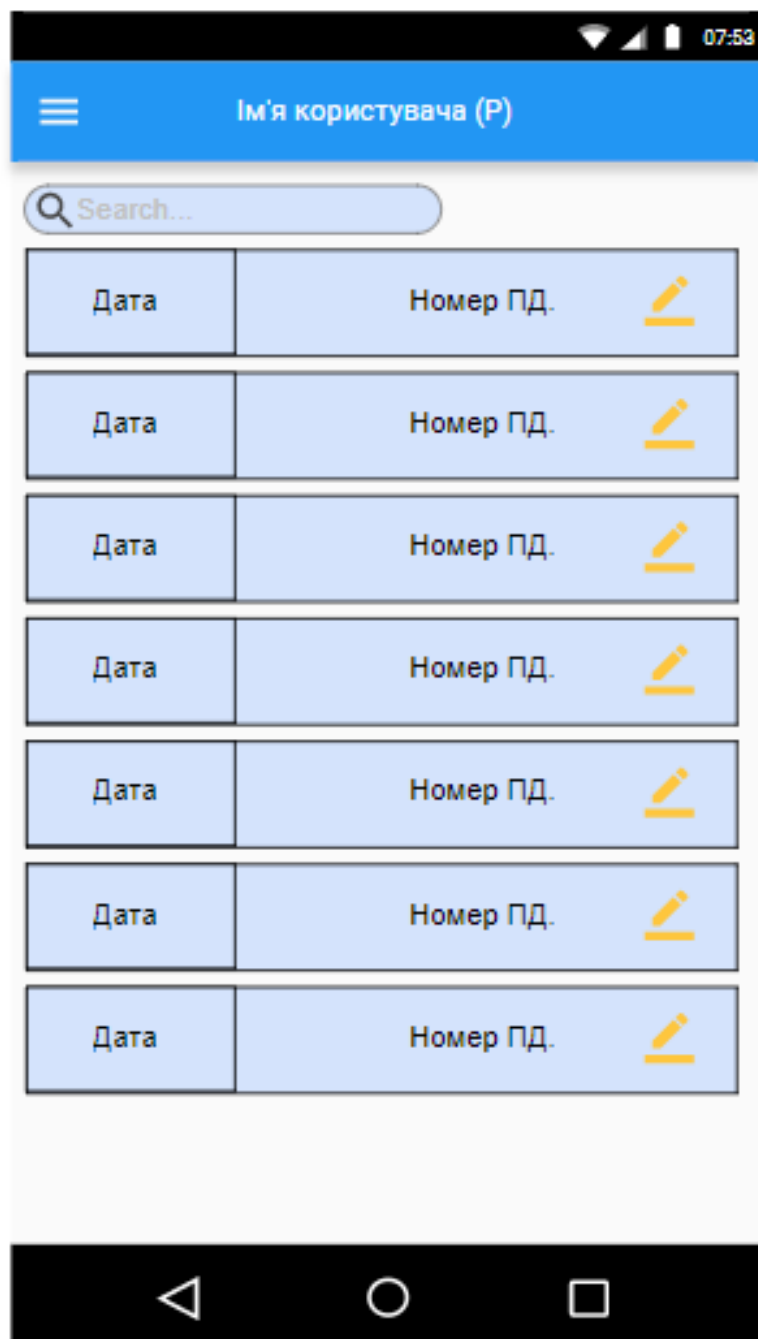 07:53
Ім'я користувача (Р)
Search...
Дата Номер ПД.
Дата Номер ПД.
Дата Номер ПД.
Дата Номер ПД.
Дата Номер ПД.
Дата Номер ПД.
Дата Номер ПД.